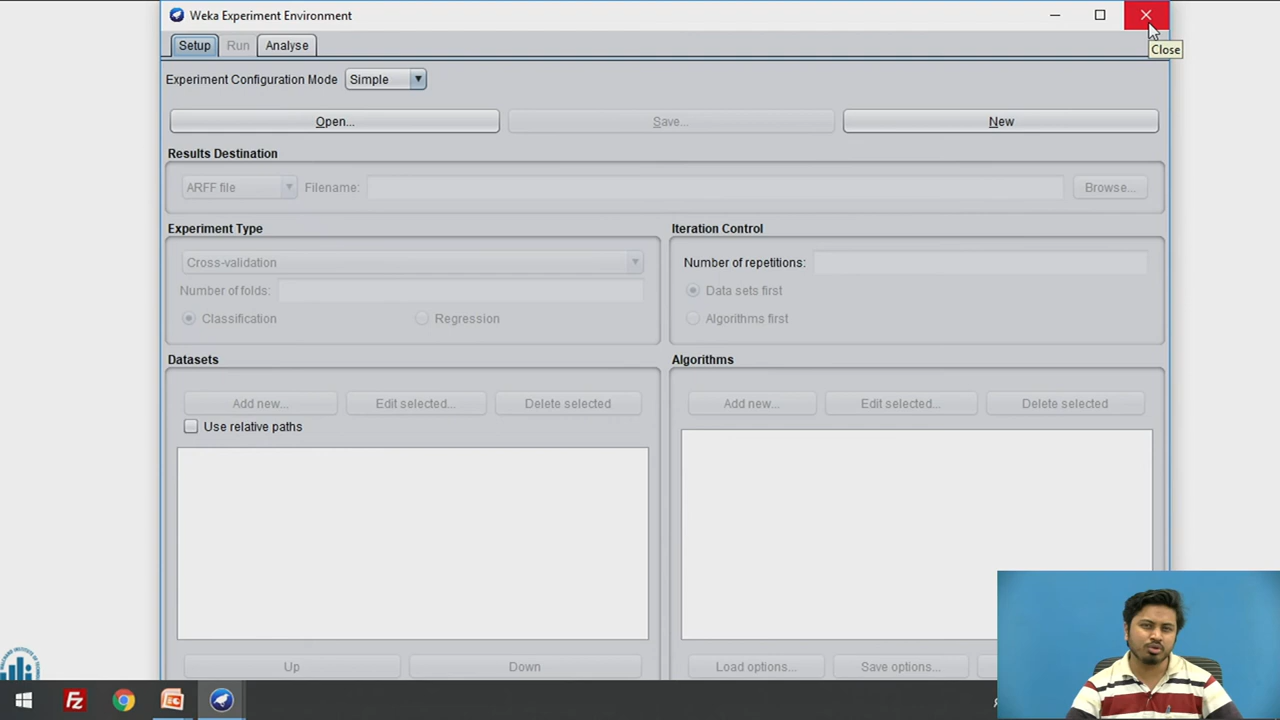 Weka Experiment Environment
Close
Setup Run Analyse
Experiment Configuration Mode Simple
Open... Save... New
Results Destination
ARFF file Filename: Browse...
Experiment Type Iteration Control
Cross-validation Number of repetitions:
Number of folds: Data sets first
Classification Regression Algorithms first
Datasets Algorithms
Add new... Edit selected... Delete selected Add new... Edit selected... Delete selected
Use relative paths
Up Down Load options... Save options...